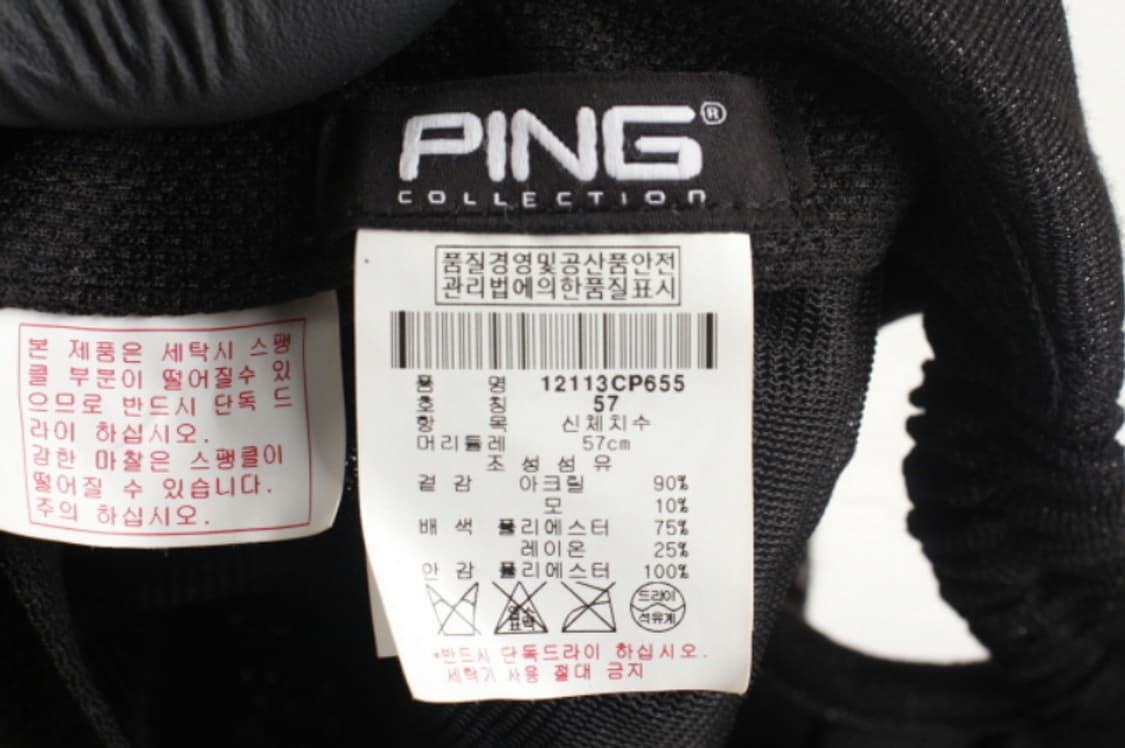 PING®
COLLECTION
품질경영및공산품안전
관리법에의한품질표시
품 명 12113CP655
호 칭 57
항 목 신체치수
머리둘레 57cm
조 성 섬 유
겉 감 아크릴 90%
모 10%
배 색 폴리에스터 75%
레이온 25%
안 감 폴리에스터 100%
염소
표백
드라이
석유계
*반드시 단독드라이 하십시오.
세탁기 사용 절대 금지
본 제품은 세탁시 스팽
클 부분이 떨어질수 있
으므로 반드시 단독 드
라이 하십시오.
강한 마찰은 스팽클이
떨어질 수 있습니다.
주의 하십시오.